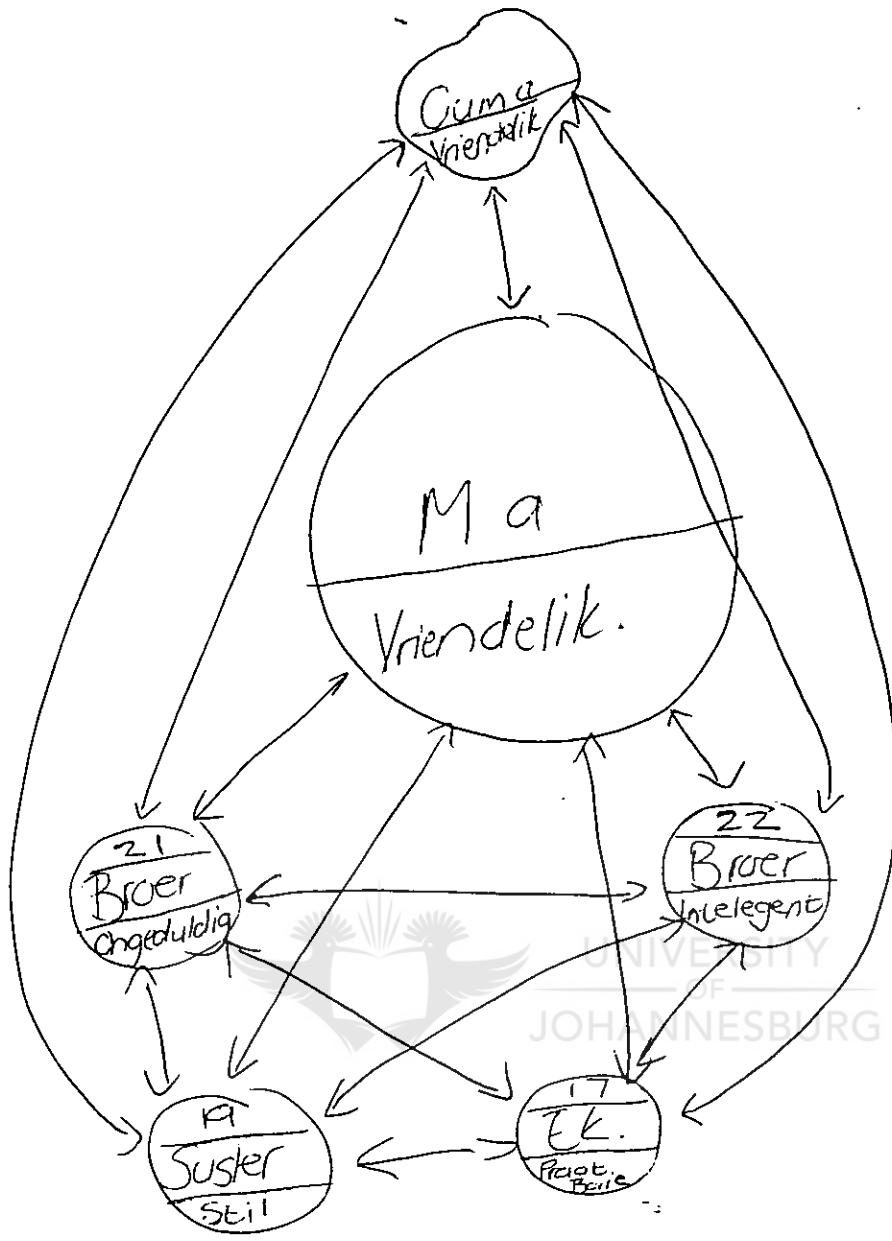 Ouma
Vriendelik
Ma
Vriendelik.
21
Broer
Ongeduldig
22
Broer
Intelegent
UNIVERSITY
OF
JOHANNESBURG
19
Suster
Stil
17
Ek.
Praat.
Baie